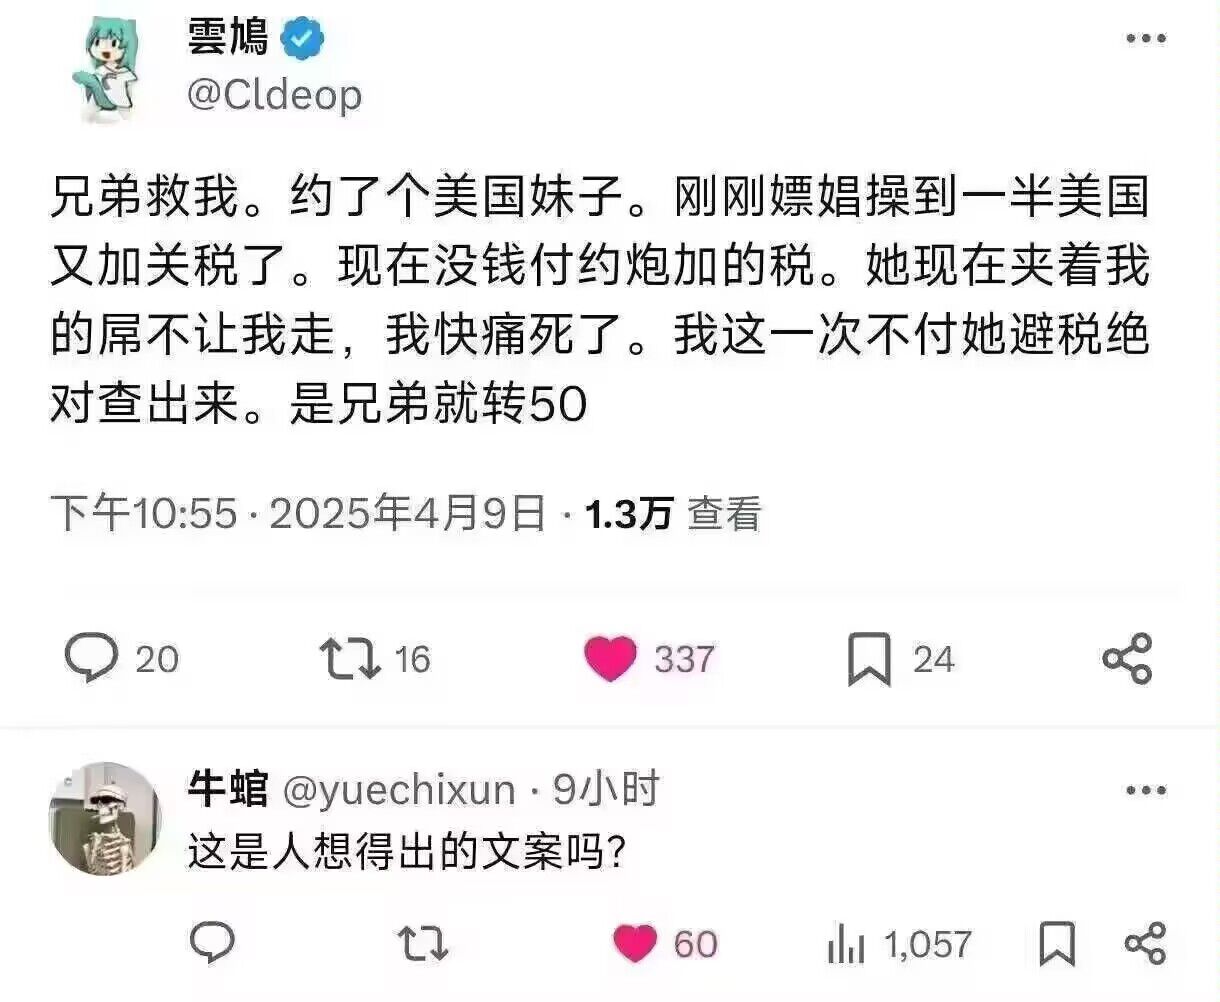 雲鳩
@Cldeop
兄弟救我。约了个美国妹子。刚刚嫖娼操到一半美国
又加关税了。现在没钱付约炮加的税。她现在夹着我
的屌不让我走，我快痛死了。我这一次不付她避税绝
对查出来。是兄弟就转50
下午10:55 · 2025年4月9日 · 1.3万 查看
20 16 337 24
牛蝖 @yuechixun · 9小时
这是人想得出的文案吗？
60 1,057